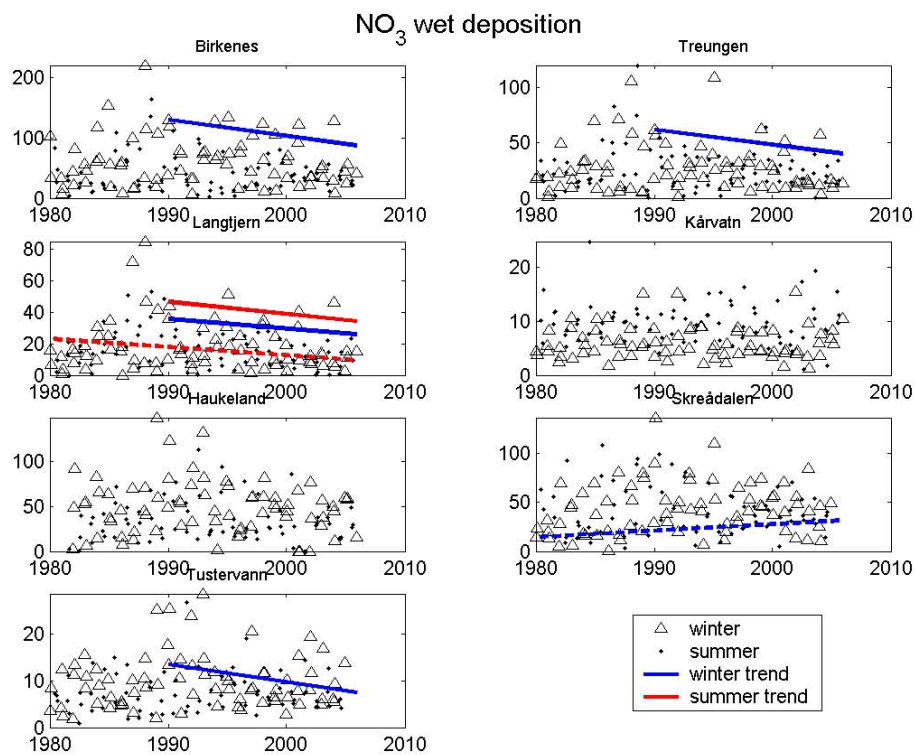 NO3 wet deposition
Birkenes
200
100
0
1980 1990 2000 2010
Treungen
100
50
0
1980 1990 2000 2010
Langtjern
80
60
40
20
0
1980 1990 2000 2010
Kårvatn
20
10
0
1980 1990 2000 2010
Haukeland
100
50
0
1980 1990 2000 2010
Skreådalen
100
50
0
1980 1990 2000 2010
Tustervann
20
10
0
1980 1990 2000 2010
winter
summer
winter trend
summer trend